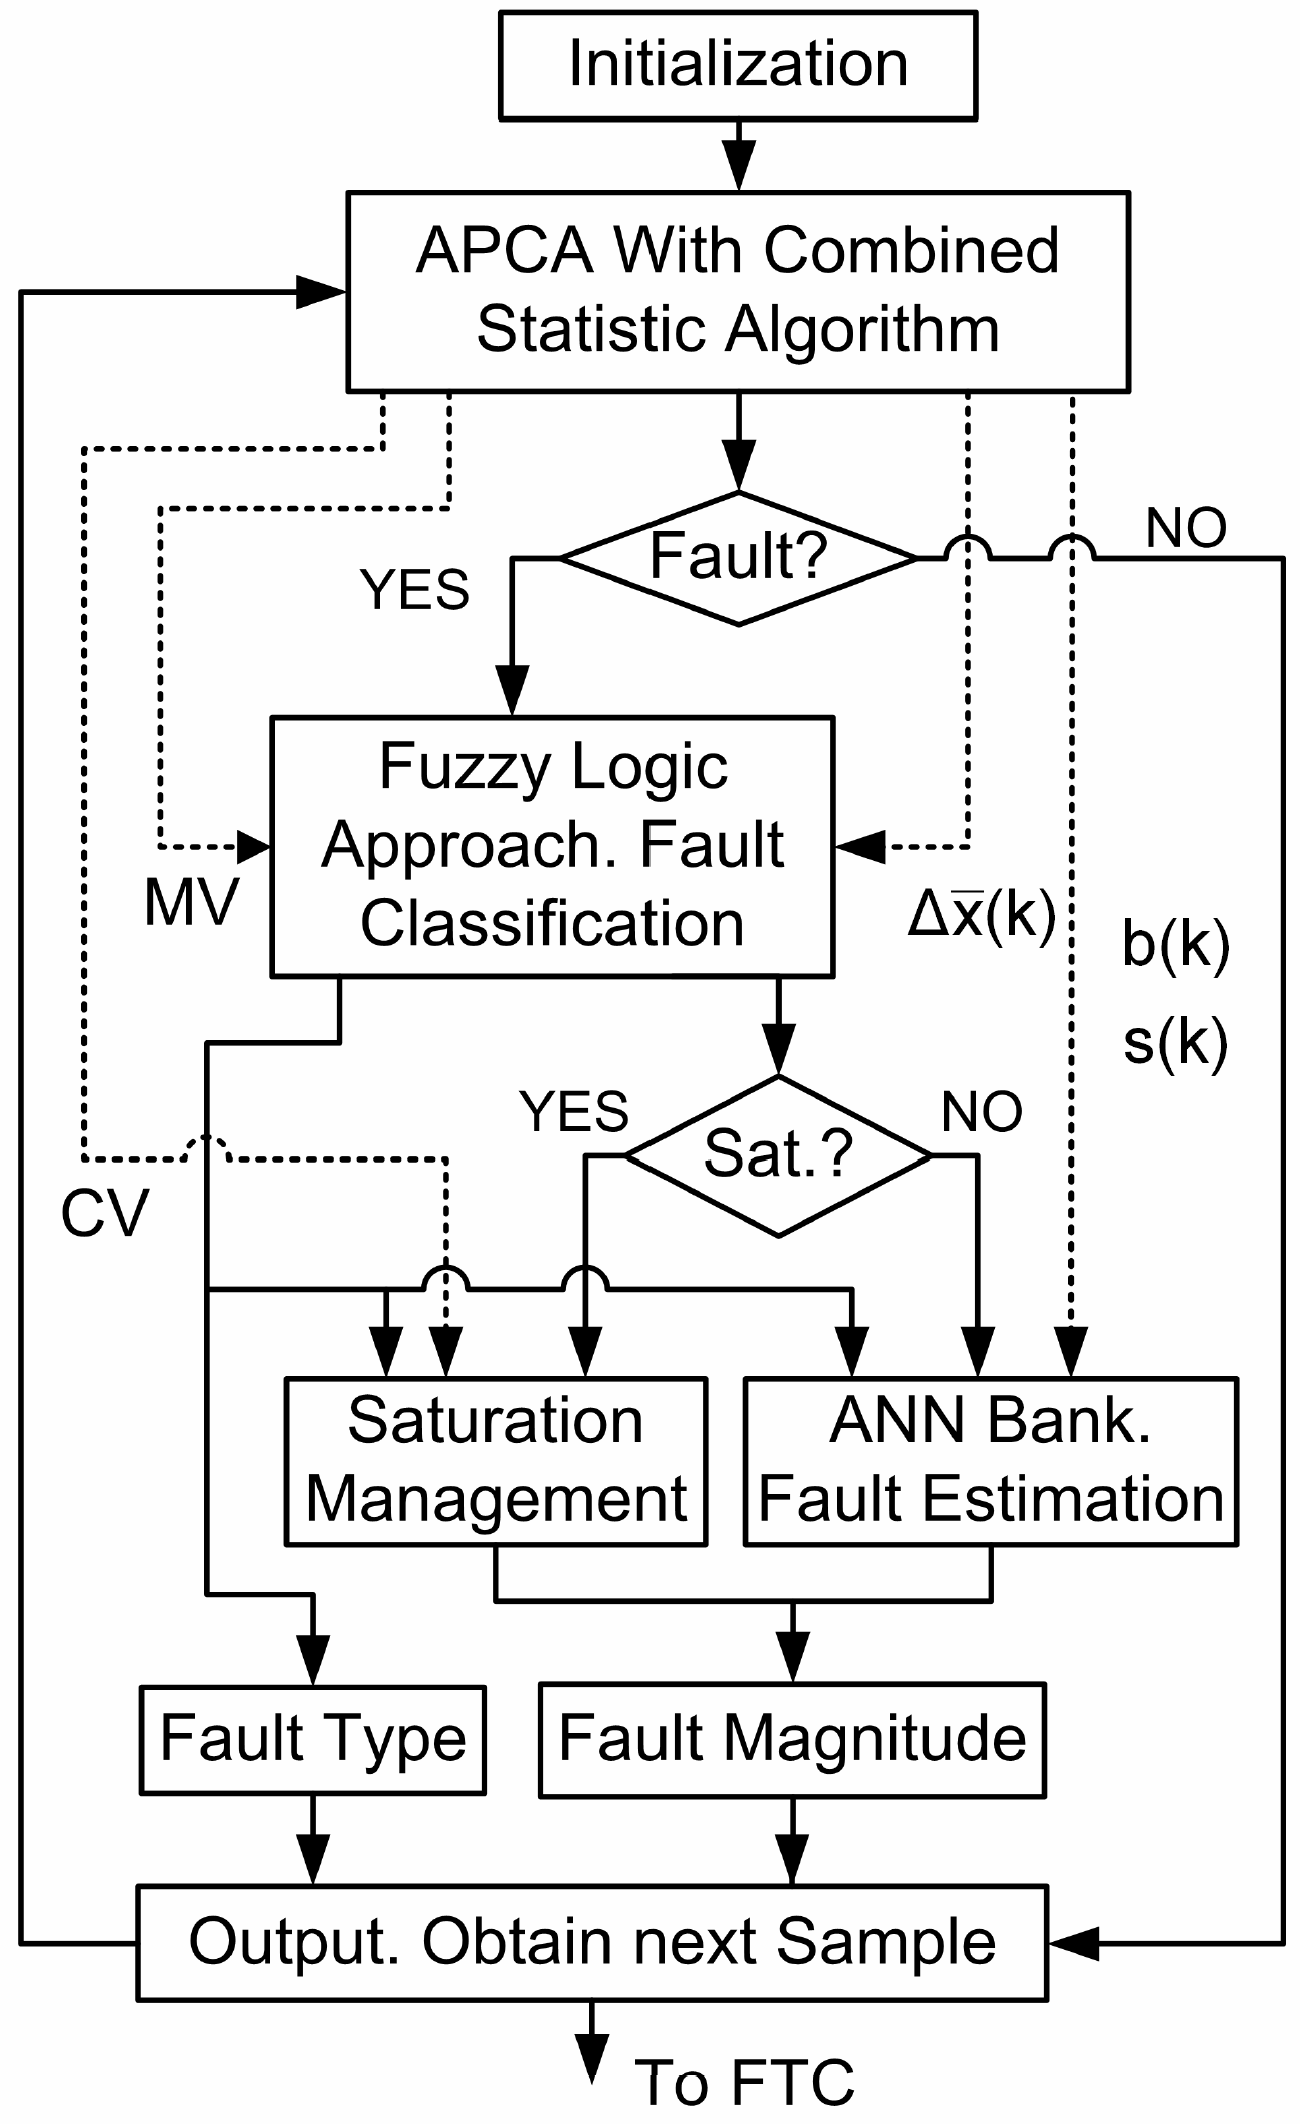 Initialization
APCA With Combined
Statistic Algorithm
Fault?
NO
YES
Fuzzy Logic
Approach. Fault
Classification
MV
Δx̅(k)
b(k)
s(k)
YES
NO
Sat.?
CV
Saturation
Management
ANN Bank.
Fault Estimation
Fault Type
Fault Magnitude
Output. Obtain next Sample
To FTC